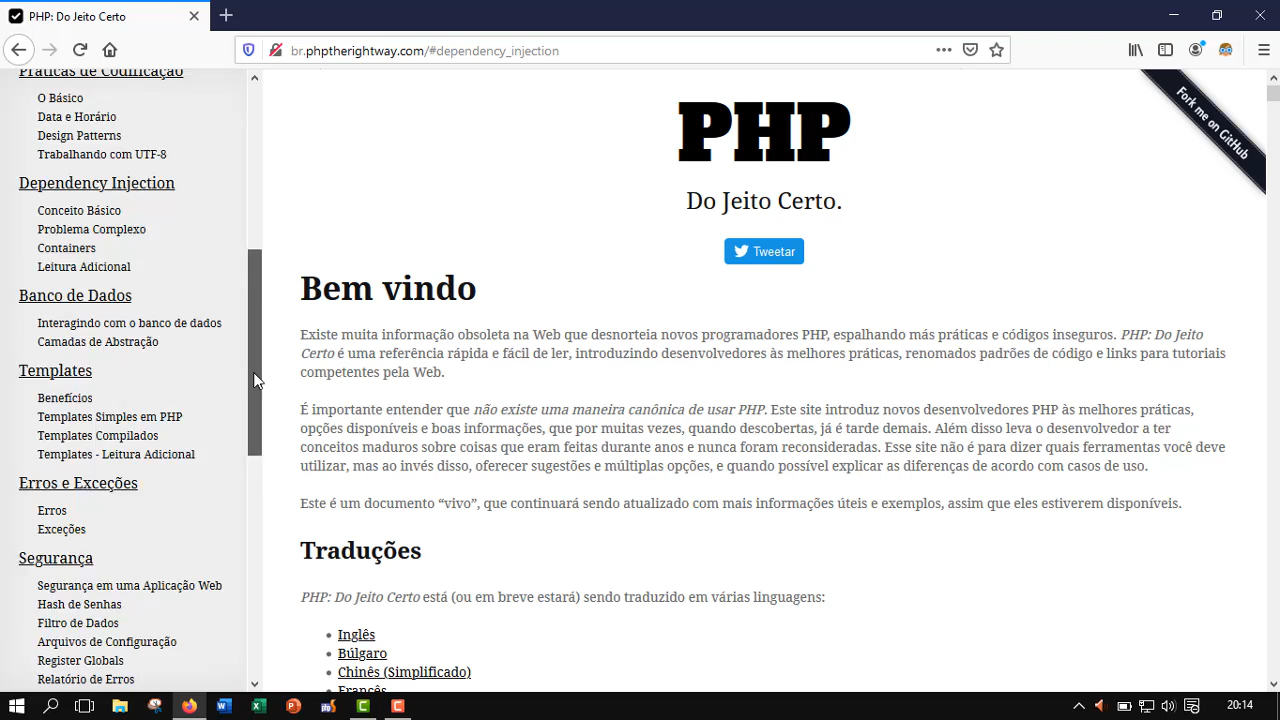 PHP: Do Jeito Certo
br.phptherightway.com/#dependency_injection
Práticas de Codificação
O Básico
Data e Horário
Design Patterns
Trabalhando com UTF-8
Dependency Injection
Conceito Básico
Problema Complexo
Containers
Leitura Adicional
Banco de Dados
Interagindo com o banco de dados
Camadas de Abstração
Templates
Benefícios
Templates Simples em PHP
Templates Compilados
Templates - Leitura Adicional
Erros e Exceções
Erros
Exceções
Segurança
Segurança em uma Aplicação Web
Hash de Senhas
Filtro de Dados
Arquivos de Configuração
Register Globals
Relatório de Erros
PHP
Do Jeito Certo.
Tweetar
Fork me on GitHub
Bem vindo
Existe muita informação obsoleta na Web que desnorteia novos programadores PHP, espalhando más práticas e códigos inseguros. PHP: Do Jeito
Certo é uma referência rápida e fácil de ler, introduzindo desenvolvedores às melhores práticas, renomados padrões de código e links para tutoriais
competentes pela Web.
É importante entender que não existe uma maneira canônica de usar PHP. Este site introduz novos desenvolvedores PHP às melhores práticas,
opções disponíveis e boas informações, que por muitas vezes, quando descobertas, já é tarde demais. Além disso leva o desenvolvedor a ter
conceitos maduros sobre coisas que eram feitas durante anos e nunca foram reconsideradas. Esse site não é para dizer quais ferramentas você deve
utilizar, mas ao invés disso, oferecer sugestões e múltiplas opções, e quando possível explicar as diferenças de acordo com casos de uso.
Este é um documento “vivo”, que continuará sendo atualizado com mais informações úteis e exemplos, assim que eles estiverem disponíveis.
Traduções
PHP: Do Jeito Certo está (ou em breve estará) sendo traduzido em várias linguagens:
Inglês
Búlgaro
Chinês (Simplificado)
Francês
20:14